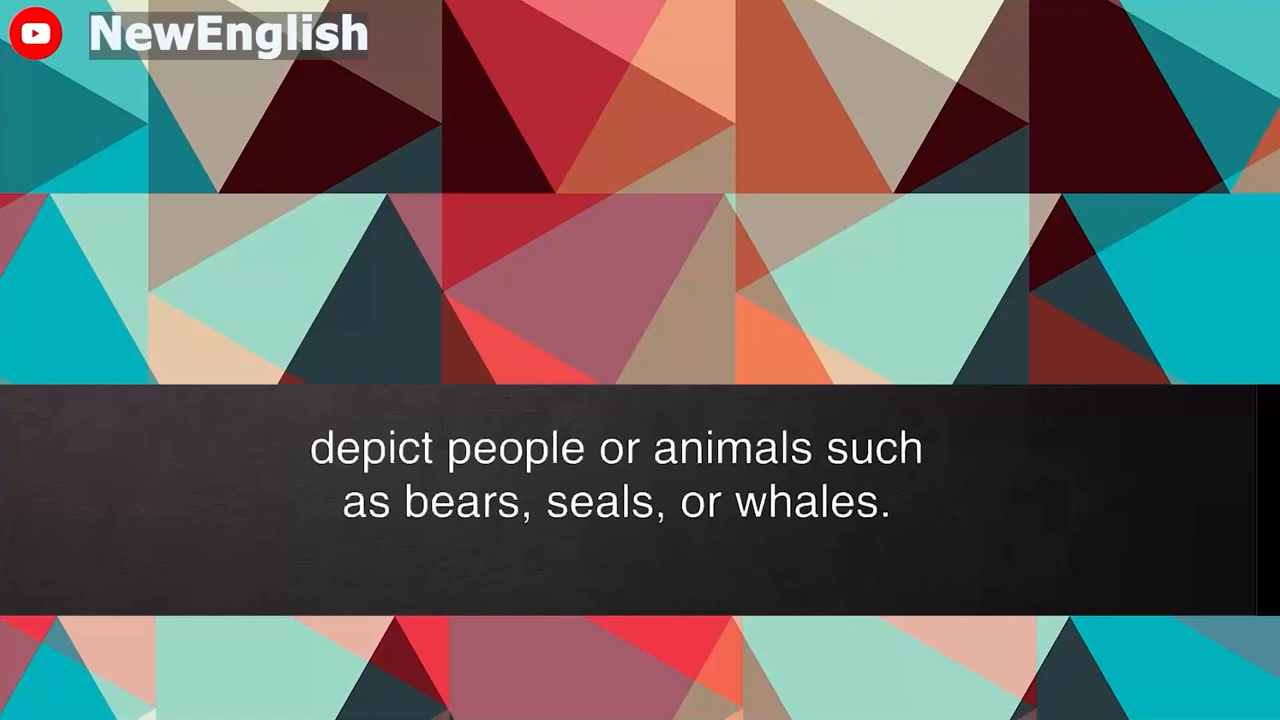 NewEnglish
depict people or animals such
as bears, seals, or whales.